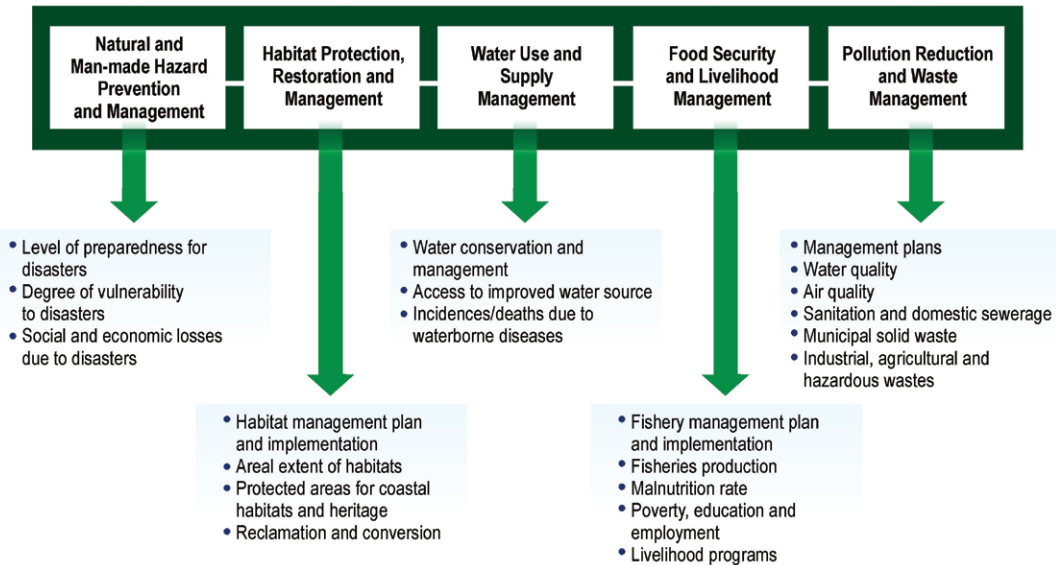 Natural and
Man-made Hazard
Prevention
and Management
Habitat Protection,
Restoration and
Management
Water Use and
Supply
Management
Food Security
and Livelihood
Management
Pollution Reduction
and Waste
Management
• Level of preparedness for
disasters
• Degree of vulnerability
to disasters
• Social and economic losses
due to disasters
• Water conservation and
management
• Access to improved water source
• Incidences/deaths due to
waterborne diseases
• Management plans
• Water quality
• Air quality
• Sanitation and domestic sewerage
• Municipal solid waste
• Industrial, agricultural and
hazardous wastes
• Habitat management plan
and implementation
• Areal extent of habitats
• Protected areas for coastal
habitats and heritage
• Reclamation and conversion
• Fishery management plan
and implementation
• Fisheries production
• Malnutrition rate
• Poverty, education and
employment
• Livelihood programs